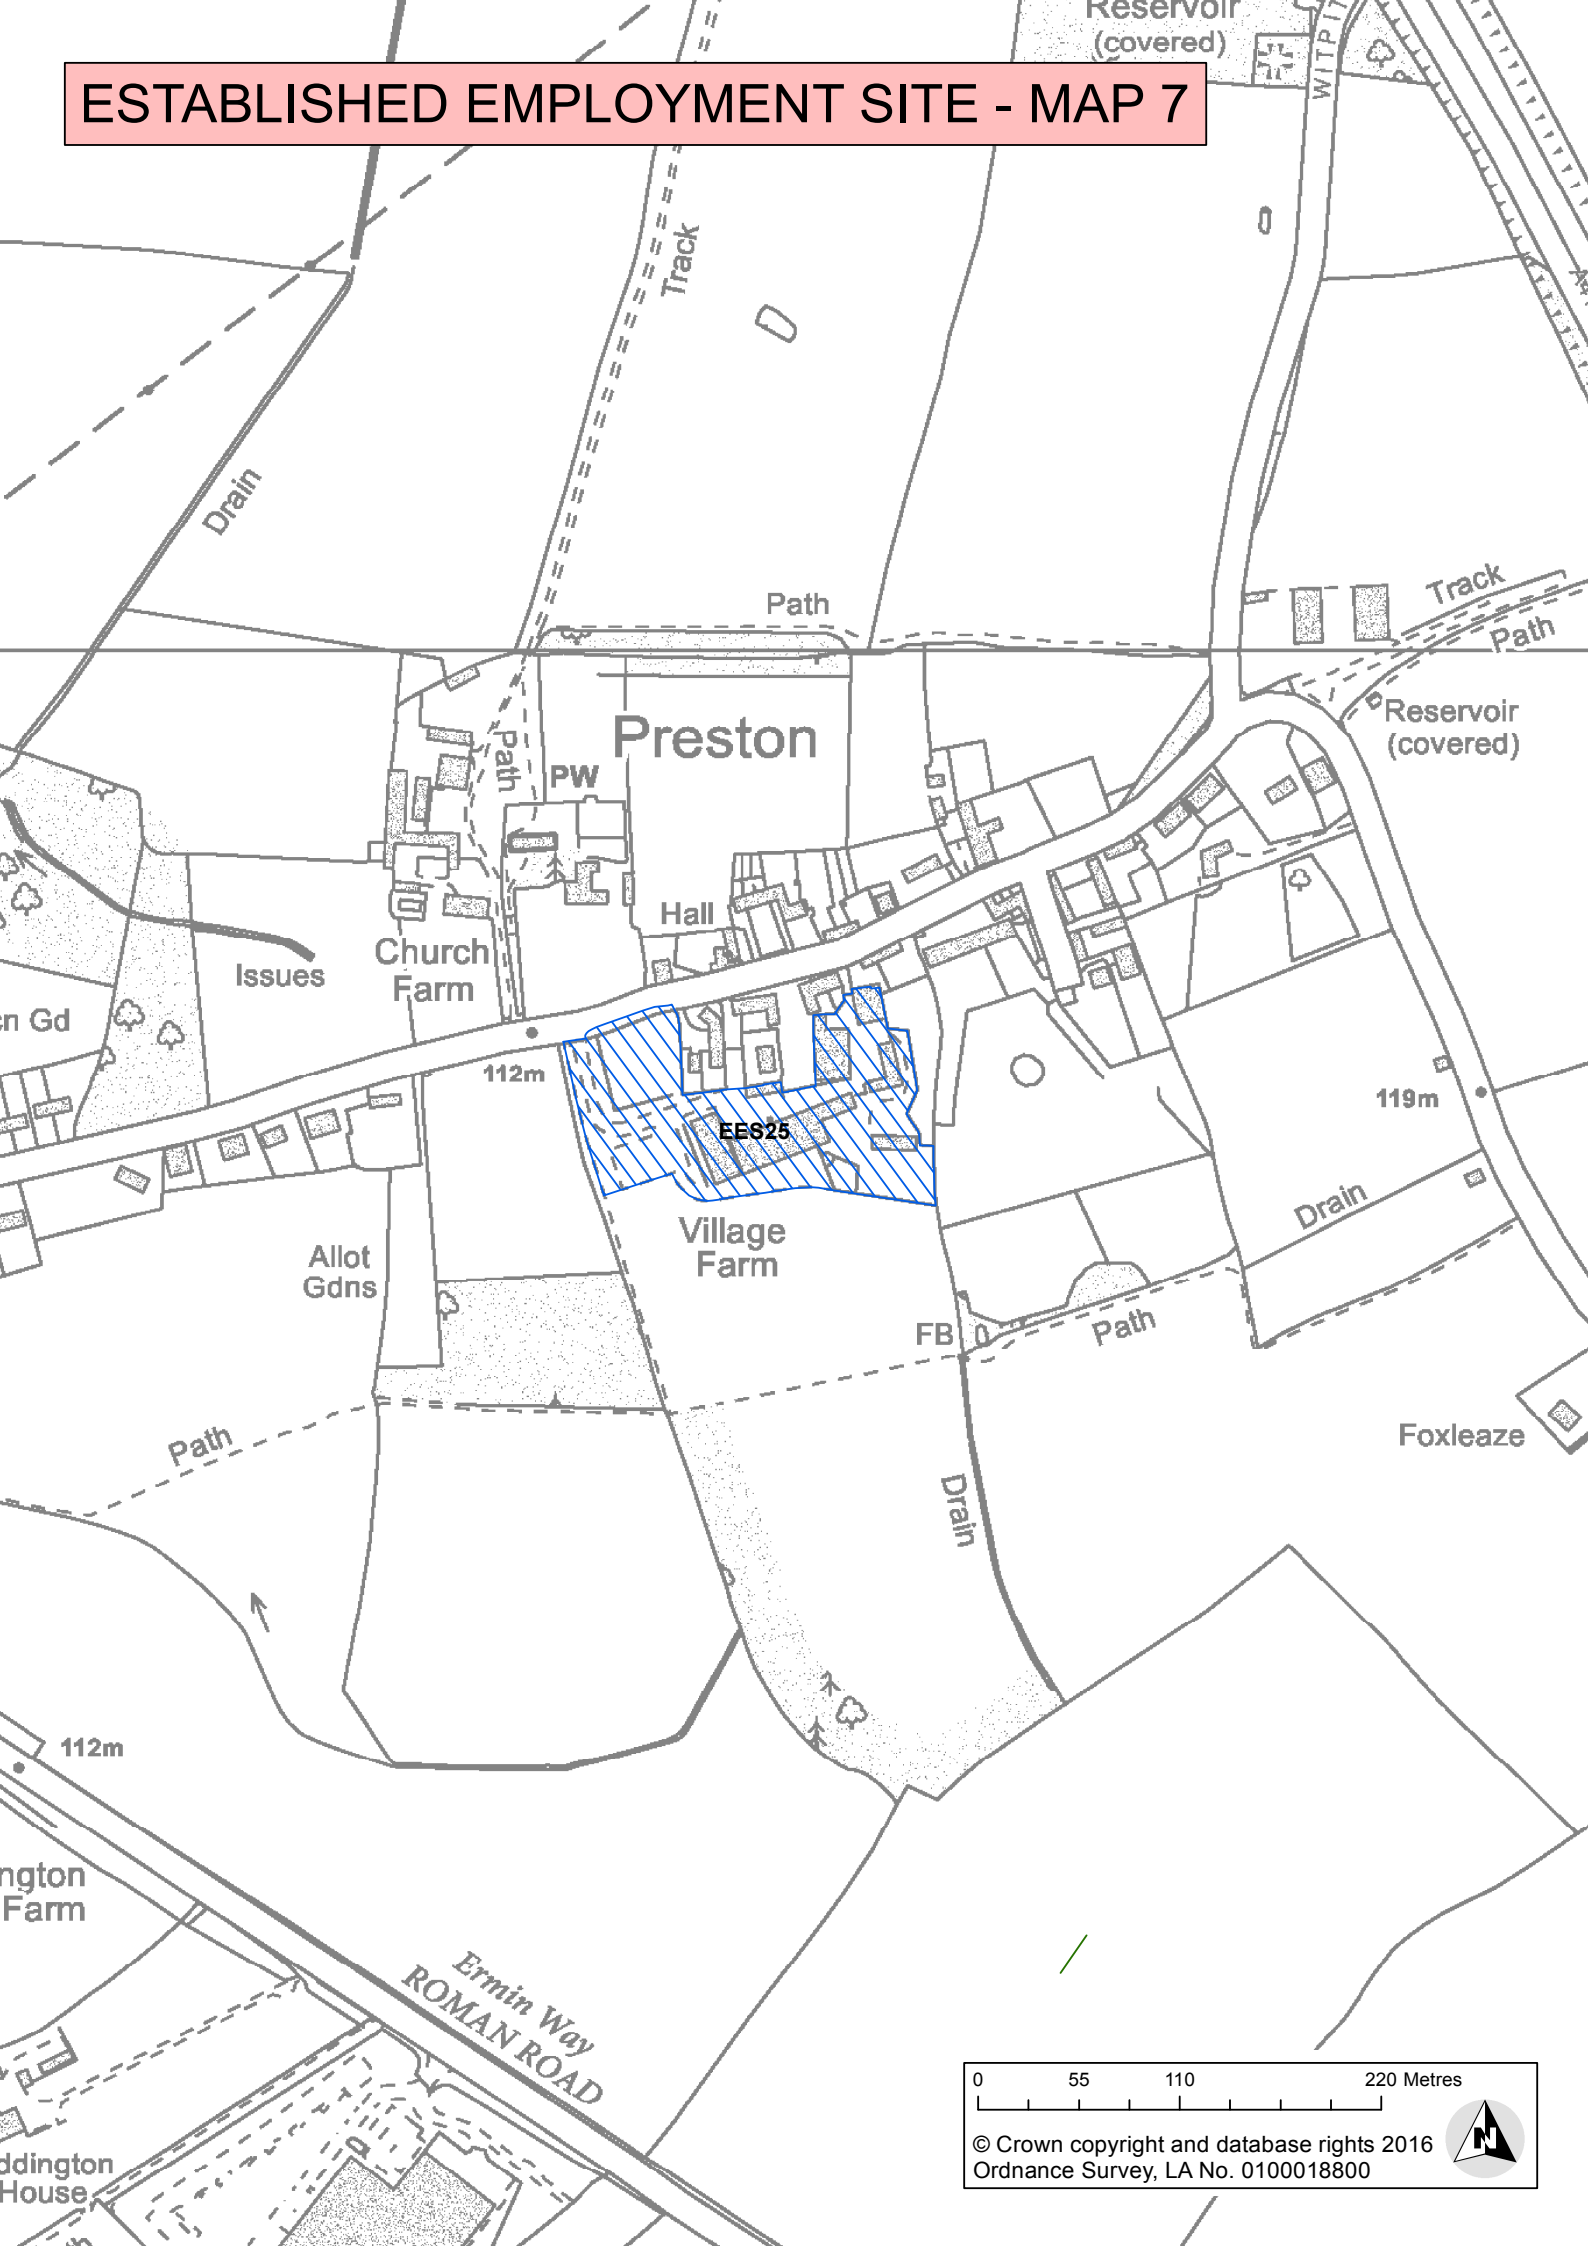 Reservoir
(covered)
ESTABLISHED EMPLOYMENT SITE - MAP 7
Track
Drain
Path
Track
Path
Preston
Reservoir
(covered)
Path
PW
Hall
Church
Farm
Issues
112m
119m
EES25
Village
Farm
Drain
Allot
Gdns
FB
Path
Path
Foxleaze
Drain
112m
Farm
Ermin Way
ROMAN ROAD
House
0 55 110 220 Metres
N
© Crown copyright and database rights 2016
Ordnance Survey, LA No. 0100018800